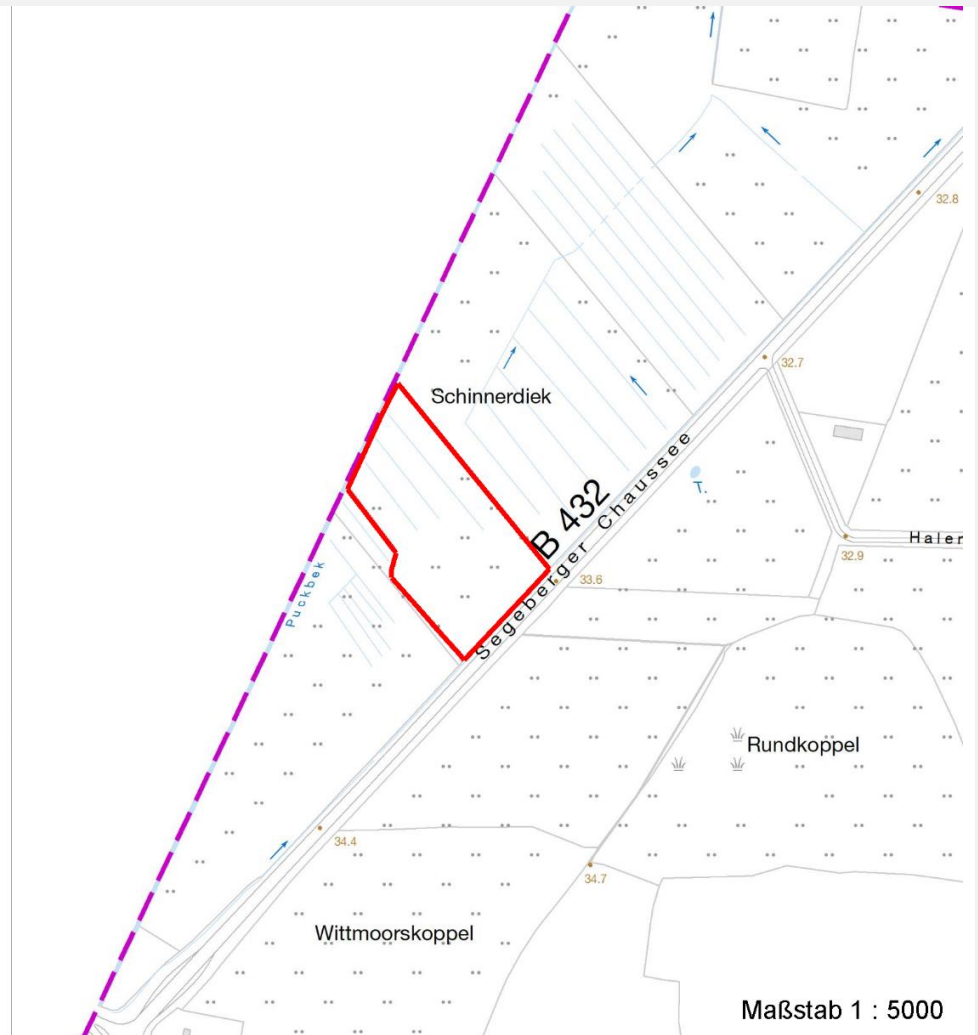 32.8
32.7
Schinnerdiek
B 432
Segeberger Chaussee
T.
Haler
32.9
33.6
Puckbek
Rundkoppel
34.4
34.7
Wittmoorskoppel
Maßstab 1 : 5000